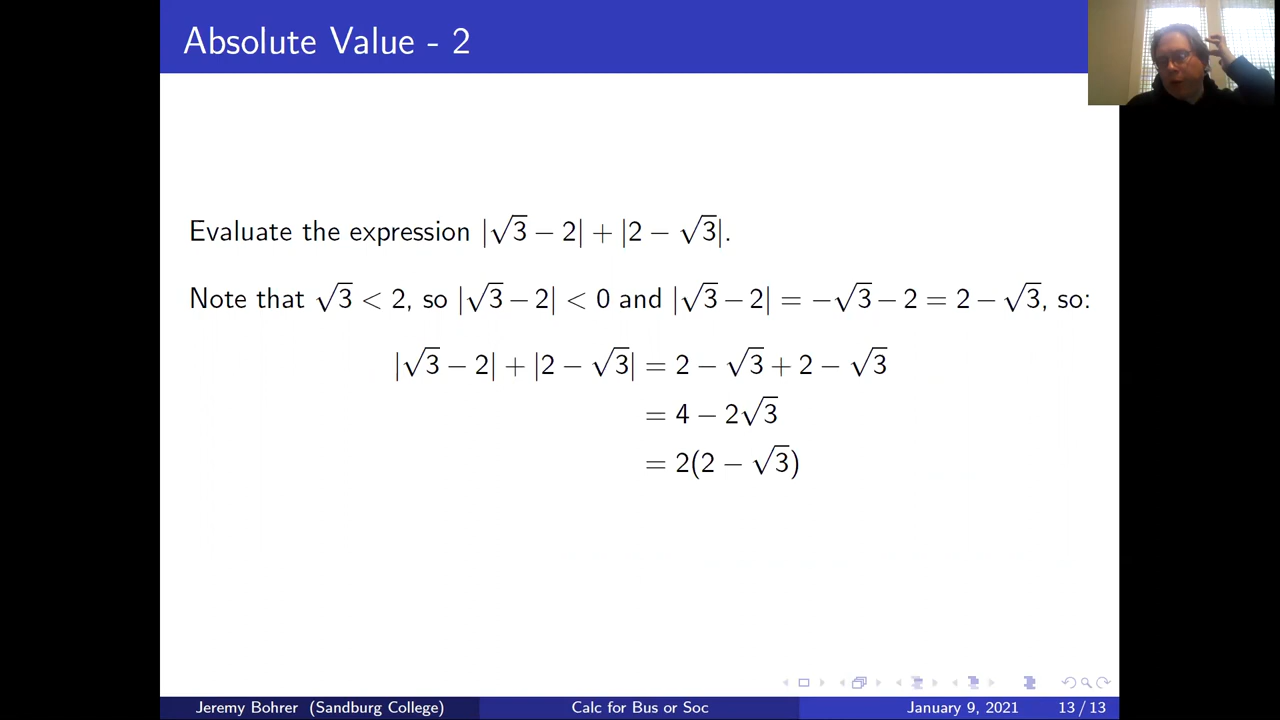 Absolute Value - 2
Evaluate the expression |√3 − 2| + |2 − √3|.
Note that √3 < 2, so |√3 − 2| < 0 and |√3 − 2| = −√3 − 2 = 2 − √3, so:
|√3 − 2| + |2 − √3| = 2 − √3 + 2 − √3
= 4 − 2√3
= 2(2 − √3)
Jeremy Bohrer (Sandburg College) Calc for Bus or Soc January 9, 2021 13 / 13